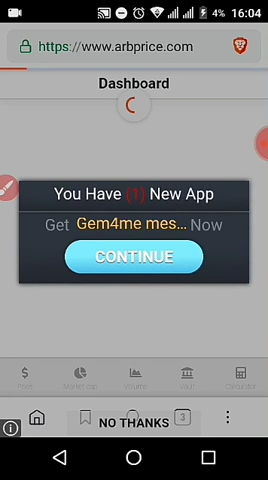 4% 16:04
https://www.arbprice.com
Dashboard
You Have (1) New App
Get Gem4me mes... Now
CONTINUE
Price Market cap Volume Vault Calculator
3
NO THANKS